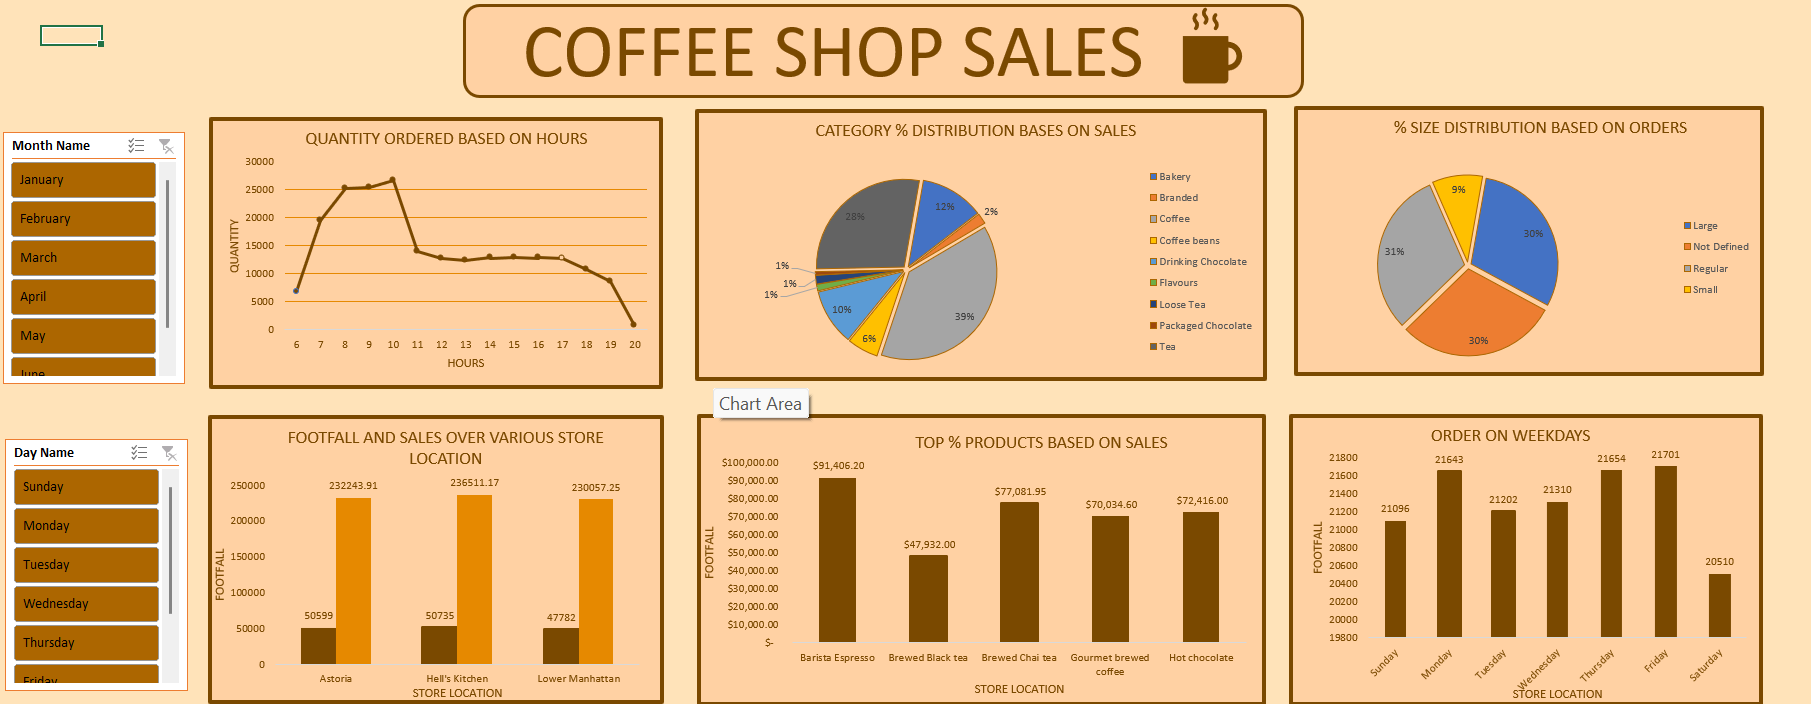 COFFEE SHOP SALES
Month Name
January
February
March
April
May
June
Day Name
Sunday
Monday
Tuesday
Wednesday
Thursday
Friday
QUANTITY ORDERED BASED ON HOURS
30000
25000
20000
15000
10000
5000
0
QUANTITY
6 7 8 9 10 11 12 13 14 15 16 17 18 19 20
HOURS
CATEGORY % DISTRIBUTION BASES ON SALES
12%
2%
39%
6%
10%
1%
1%
1%
28%
Bakery
Branded
Coffee
Coffee beans
Drinking Chocolate
Flavours
Loose Tea
Packaged Chocolate
Tea
% SIZE DISTRIBUTION BASED ON ORDERS
9%
30%
31%
30%
Large
Not Defined
Regular
Small
Chart Area
FOOTFALL AND SALES OVER VARIOUS STORE
LOCATION
250000
200000
150000
100000
50000
0
FOOTFALL
232243.91
236511.17
230057.25
50599
50735
47782
Astoria
Hell's Kitchen
Lower Manhattan
STORE LOCATION
TOP % PRODUCTS BASED ON SALES
$100,000.00
$90,000.00
$80,000.00
$70,000.00
$60,000.00
$50,000.00
$40,000.00
$30,000.00
$20,000.00
$10,000.00
$-
FOOTFALL
$91,406.20
$47,932.00
$77,081.95
$70,034.60
$72,416.00
Barista Espresso
Brewed Black tea
Brewed Chai tea
Gourmet brewed
coffee
Hot chocolate
STORE LOCATION
ORDER ON WEEKDAYS
21800
21600
21400
21200
21000
20800
20600
20400
20200
20000
19800
FOOTFALL
21096
21643
21202
21310
21654
21701
20510
Sunday
Monday
Tuesday
Wednesday
Thursday
Friday
Saturday
STORE LOCATION